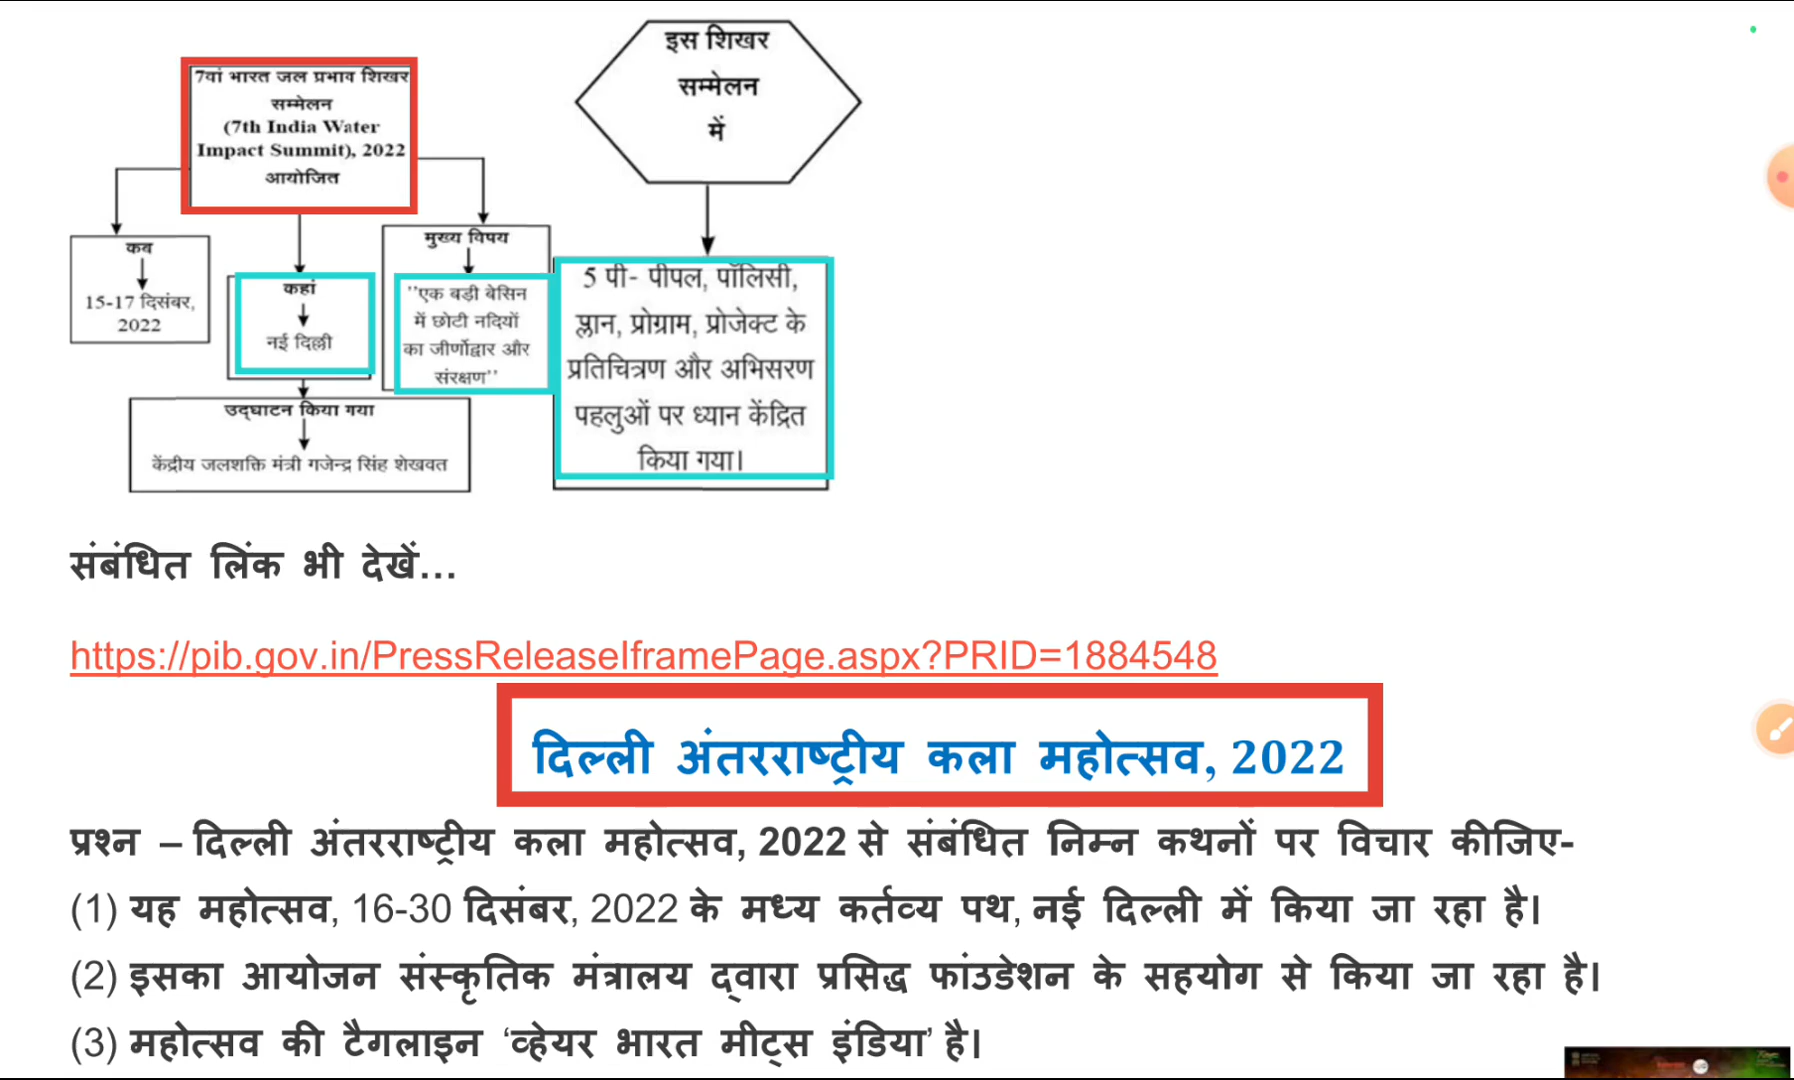 7वां भारत जल प्रभाव शिखर
सम्मेलन
(7th India Water
Impact Summit), 2022
आयोजित
कब
15-17 दिसंबर,
2022
कहां
नई दिल्ली
मुख्य विषय
"एक बड़ी बेसिन
में छोटी नदियों
का जीर्णोद्वार और
संरक्षण"
उद्घाटन किया गया
केंद्रीय जलशक्ति मंत्री गजेन्द्र सिंह शेखवत
इस शिखर
सम्मेलन
में
5 पी- पीपल, पॉलिसी,
प्लान, प्रोग्राम, प्रोजेक्ट के
प्रतिचित्रण और अभिसरण
पहलुओं पर ध्यान केंद्रित
किया गया।
संबंधित लिंक भी देखें...
https://pib.gov.in/PressReleaseIframePage.aspx?PRID=1884548
दिल्ली अंतरराष्ट्रीय कला महोत्सव, 2022
प्रश्न – दिल्ली अंतरराष्ट्रीय कला महोत्सव, 2022 से संबंधित निम्न कथनों पर विचार कीजिए-
(1) यह महोत्सव, 16-30 दिसंबर, 2022 के मध्य कर्तव्य पथ, नई दिल्ली में किया जा रहा है।
(2) इसका आयोजन संस्कृतिक मंत्रालय द्वारा प्रसिद्ध फांउडेशन के सहयोग से किया जा रहा है।
(3) महोत्सव की टैगलाइन ‘व्हेयर भारत मीट्स इंडिया’ है।